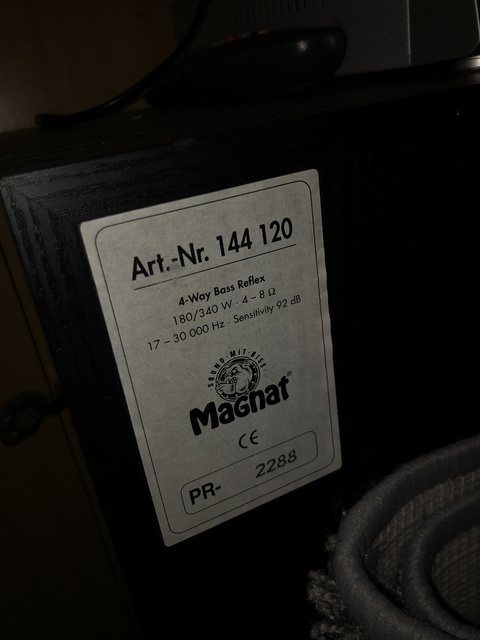 Art.-Nr. 144 120
4-Way Bass Reflex
180/340 W · 4 – 8 Ω
17 – 30 000 Hz · Sensitivity 92 dB
SOUND·MIT·BISS
Magnat®
CE
PR- 2288